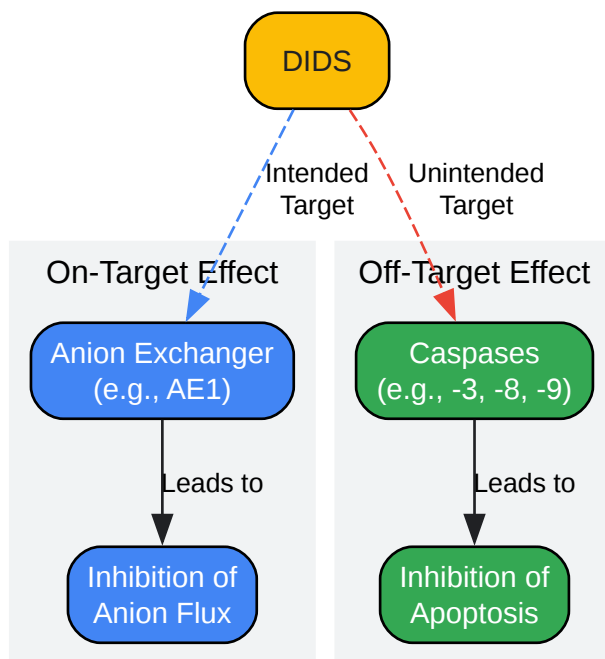 DIDS
Intended
Target
Unintended
Target
On-Target Effect
Off-Target Effect
Anion Exchanger
(e.g., AE1)
Caspases
(e.g., -3, -8, -9)
Leads to
Leads to
Inhibition of
Anion Flux
Inhibition of
Apoptosis